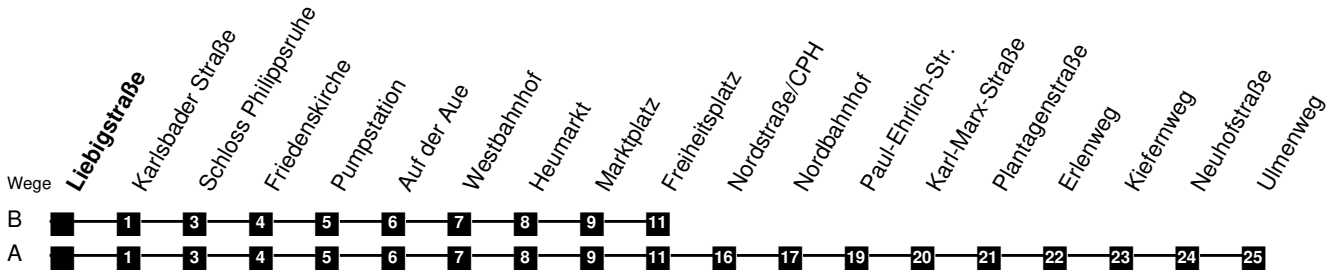 Liebigstraße
Karlsbader Straße
Schloss Philippsruhe
Friedenskirche
Pumpstation
Auf der Aue
Westbahnhof
Heumarkt
Marktplatz
Freiheitsplatz
Nordstraße/CPH
Nordbahnhof
Paul-Ehrlich-Str.
Karl-Marx-Straße
Plantagenstraße
Erlenweg
Kiefernweg
Neuhofstraße
Ulmenweg
Wege
B 1 3 4 5 6 7 8 9 11
A 1 3 4 5 6 7 8 9 11 16 17 19 20 21 22 23 24 25